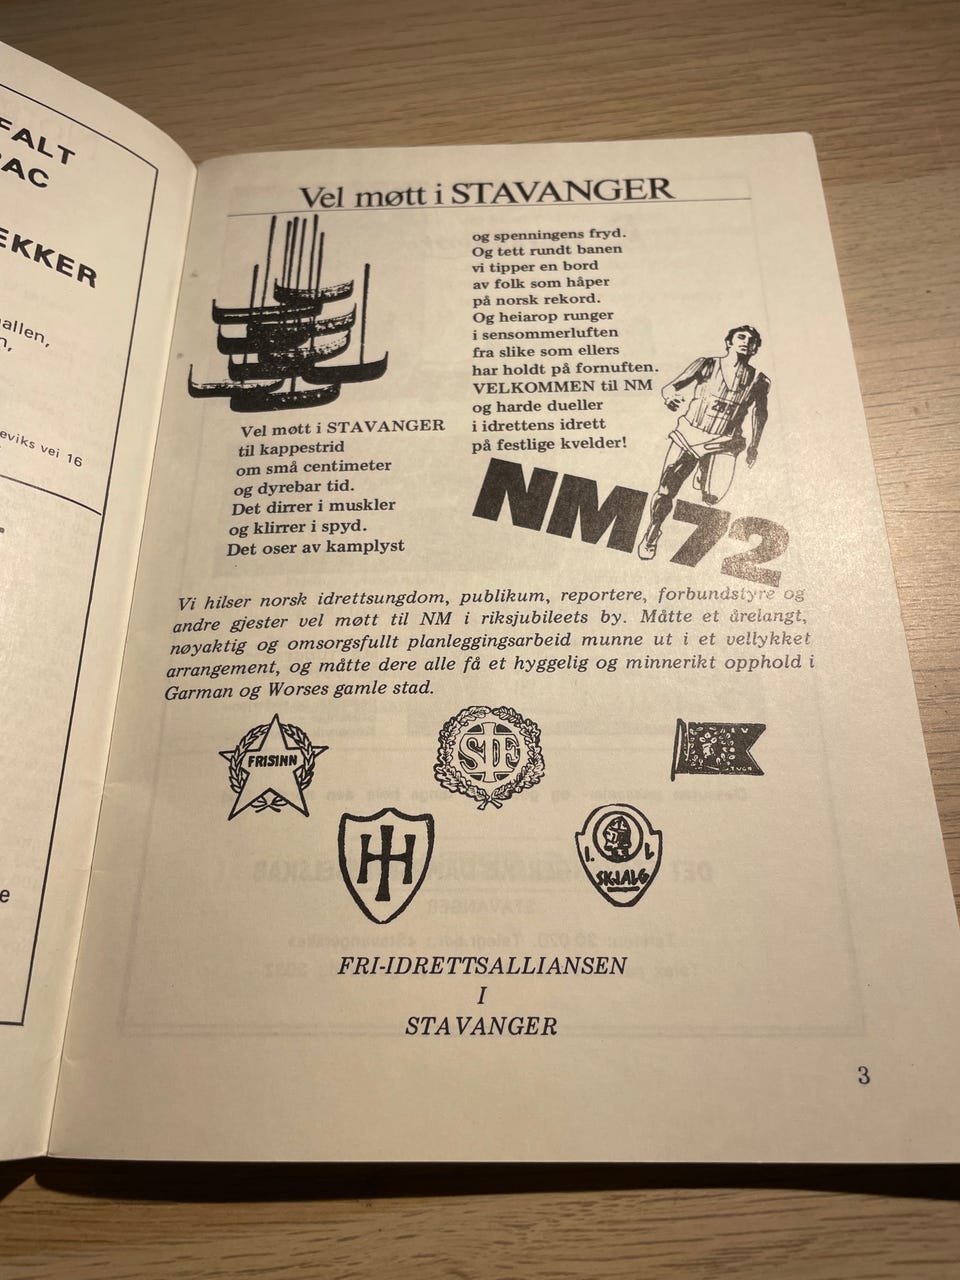 FALT
AC
EKKER
allen,
n,
eviks vei 16
e
Vel møtt i STAVANGER
Vel møtt i STAVANGER
til kappestrid
om små centimeter
og dyrebar tid.
Det dirrer i muskler
og klirrer i spyd.
Det oser av kamplyst
og spenningens fryd.
Og tett rundt banen
vi tipper en bord
av folk som håper
på norsk rekord.
Og heiarop runger
i sensommerluften
fra slike som ellers
har holdt på fornuften.
VELKOMMEN til NM
og harde dueller
i idrettens idrett
på festlige kvelder!
NM 72
Vi hilser norsk idrettsungdom, publikum, reportere, forbundstyre og
andre gjester vel møtt til NM i riksjubileets by. Måtte et årelangt,
nøyaktig og omsorgsfullt planleggingsarbeid munne ut i et vellykket
arrangement, og måtte dere alle få et hyggelig og minnerikt opphold i
Garman og Worses gamle stad.
FRISINN
STIF
IH
I. L
SKJALG
FRI-IDRETTSALLIANSEN
I
STAVANGER
3